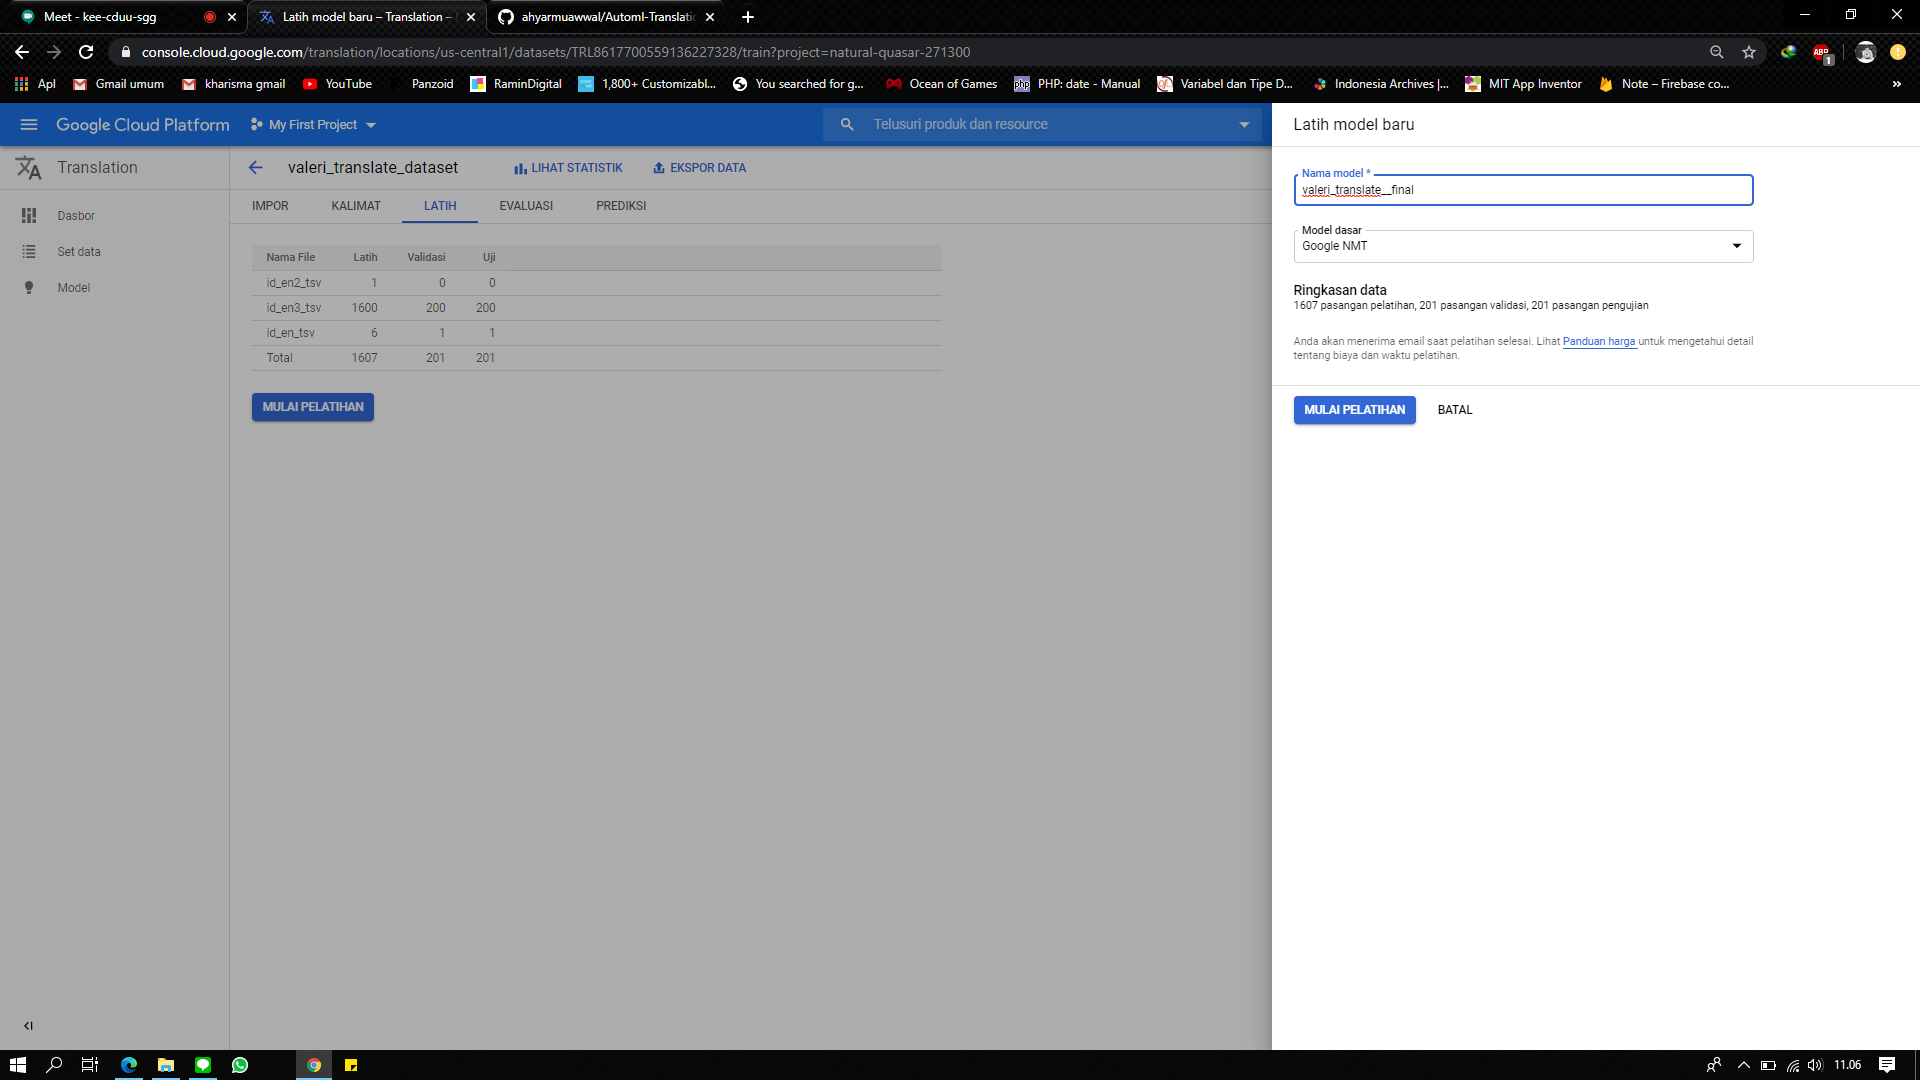 Meet - kee-cduu-sgg
Latih model baru – Translation –
ahyarmuawwal/Automl-Translatic
console.cloud.google.com/translation/locations/us-central1/datasets/TRL8617700559136227328/train?project=natural-quasar-271300
ABP
1
Apl
Gmail umum
kharisma gmail
YouTube
Panzoid
RaminDigital
1,800+ Customizabl...
You searched for g...
Ocean of Games
php
PHP: date - Manual
Variabel dan Tipe D...
Indonesia Archives |...
MIT App Inventor
Note – Firebase co...
»
Google Cloud Platform
My First Project
Telusuri produk dan resource
Latih model baru
Translation
valeri_translate_dataset
LIHAT STATISTIK
EKSPOR DATA
Dasbor
Set data
Model
IMPOR KALIMAT LATIH EVALUASI PREDIKSI
Nama File Latih Validasi Uji
id_en2_tsv 1 0 0
id_en3_tsv 1600 200 200
id_en_tsv 6 1 1
Total 1607 201 201
MULAI PELATIHAN
Nama model *
valeri_translate__final
Model dasar
Google NMT
Ringkasan data
1607 pasangan pelatihan, 201 pasangan validasi, 201 pasangan pengujian
Anda akan menerima email saat pelatihan selesai. Lihat Panduan harga untuk mengetahui detail
tentang biaya dan waktu pelatihan.
MULAI PELATIHAN BATAL
11.06